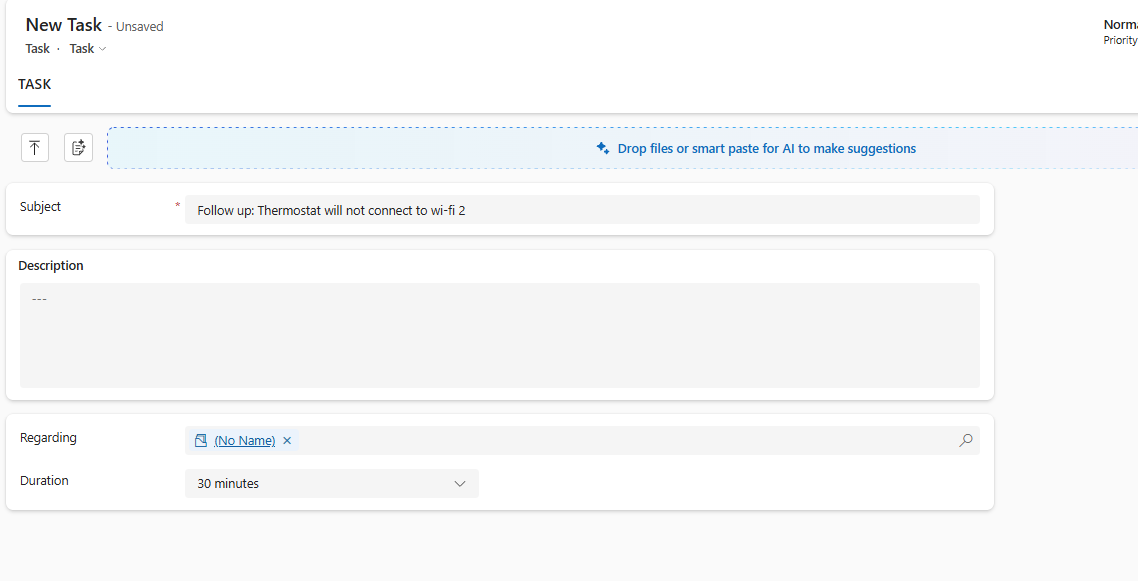 New Task - Unsaved
Norma
Task · Task
Priority
TASK
Drop files or smart paste for AI to make suggestions
Subject * Follow up: Thermostat will not connect to wi-fi 2
Description
---
Regarding (No Name)
Duration 30 minutes